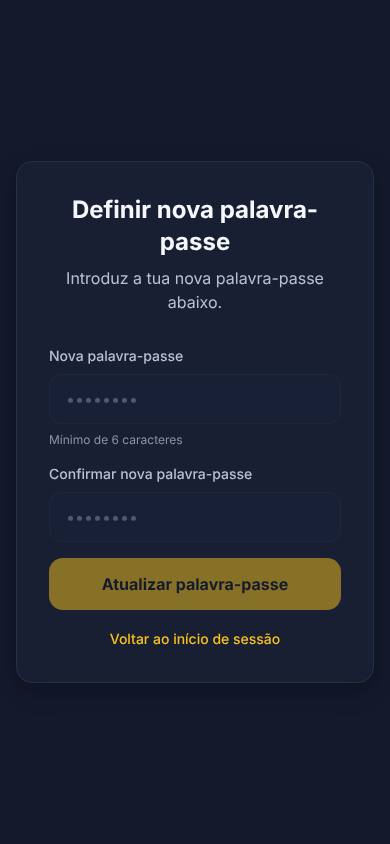 Definir nova palavra-
passe
Introduz a tua nova palavra-passe
abaixo.
Nova palavra-passe
••••••••
Mínimo de 6 caracteres
Confirmar nova palavra-passe
••••••••
Atualizar palavra-passe
Voltar ao início de sessão